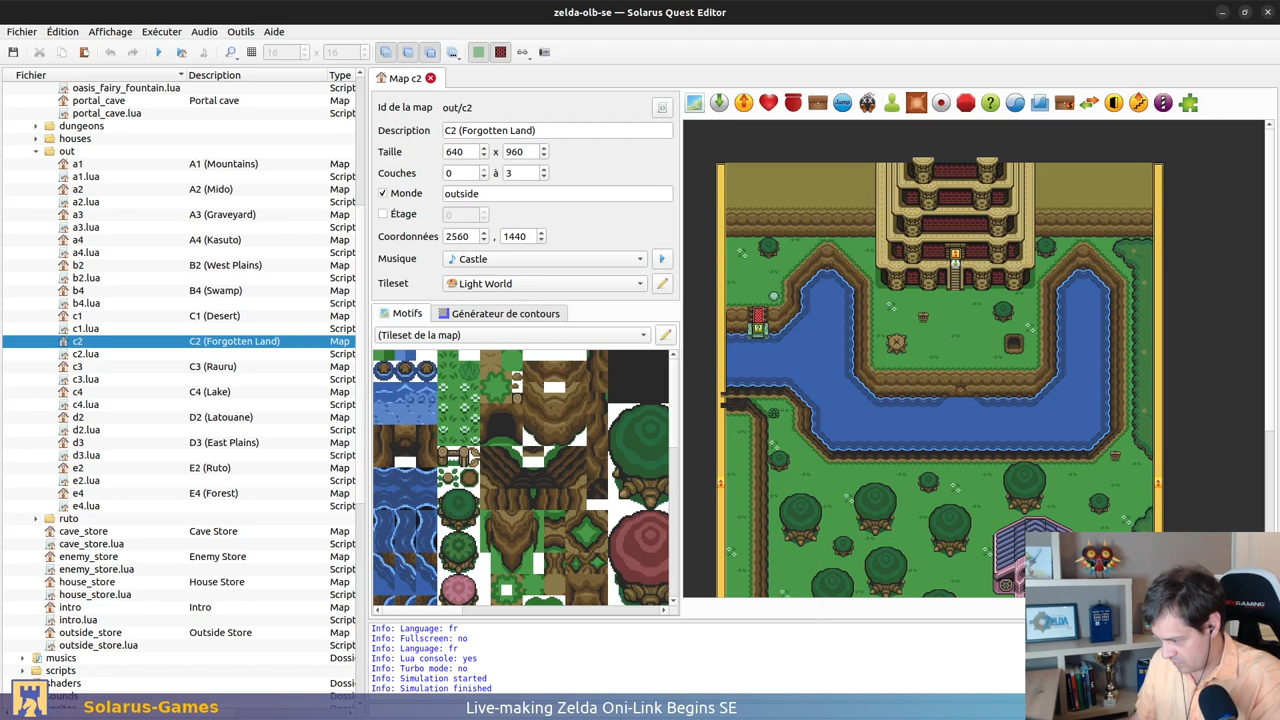 zelda-olb-se — Solarus Quest Editor
Fichier Édition Affichage Exécuter Audio Outils Aide
16 x 16
Fichier Description Type
oasis_fairy_fountain.lua Script
portal_cave Portal cave Map
portal_cave.lua Script
dungeons
houses
out
a1 A1 (Mountains) Map
a1.lua Script
a2 A2 (Mido) Map
a2.lua Script
a3 A3 (Graveyard) Map
a3.lua Script
a4 A4 (Kasuto) Map
a4.lua Script
b2 B2 (West Plains) Map
b2.lua Script
b4 B4 (Swamp) Map
b4.lua Script
c1 C1 (Desert) Map
c1.lua Script
c2 C2 (Forgotten Land) Map
c2.lua Script
c3 C3 (Rauru) Map
c3.lua Script
c4 C4 (Lake) Map
c4.lua Script
d2 D2 (Latouane) Map
d2.lua Script
d3 D3 (East Plains) Map
d3.lua Script
e2 E2 (Ruto) Map
e2.lua Script
e4 E4 (Forest) Map
e4.lua Script
ruto
cave_store Cave Store Map
cave_store.lua Script
enemy_store Enemy Store Map
enemy_store.lua Script
house_store House Store Map
house_store.lua Script
intro Intro Map
intro.lua Script
outside_store Outside Store Map
outside_store.lua Script
musics Dossi
scripts Dossi
shaders Dossi
Map c2
Id de la map out/c2
Description C2 (Forgotten Land)
Taille 640 x 960
Couches 0 à 3
Monde outside
Étage 0
Coordonnées 2560 , 1440
Musique Castle
Tileset Light World
Motifs Générateur de contours
(Tileset de la map)
Jump
Info: Language: fr
Info: Fullscreen: no
Info: Language: fr
Info: Lua console: yes
Info: Turbo mode: no
Info: Simulation started
Info: Simulation finished
Solarus-Games
Live-making Zelda Oni-Link Begins SE